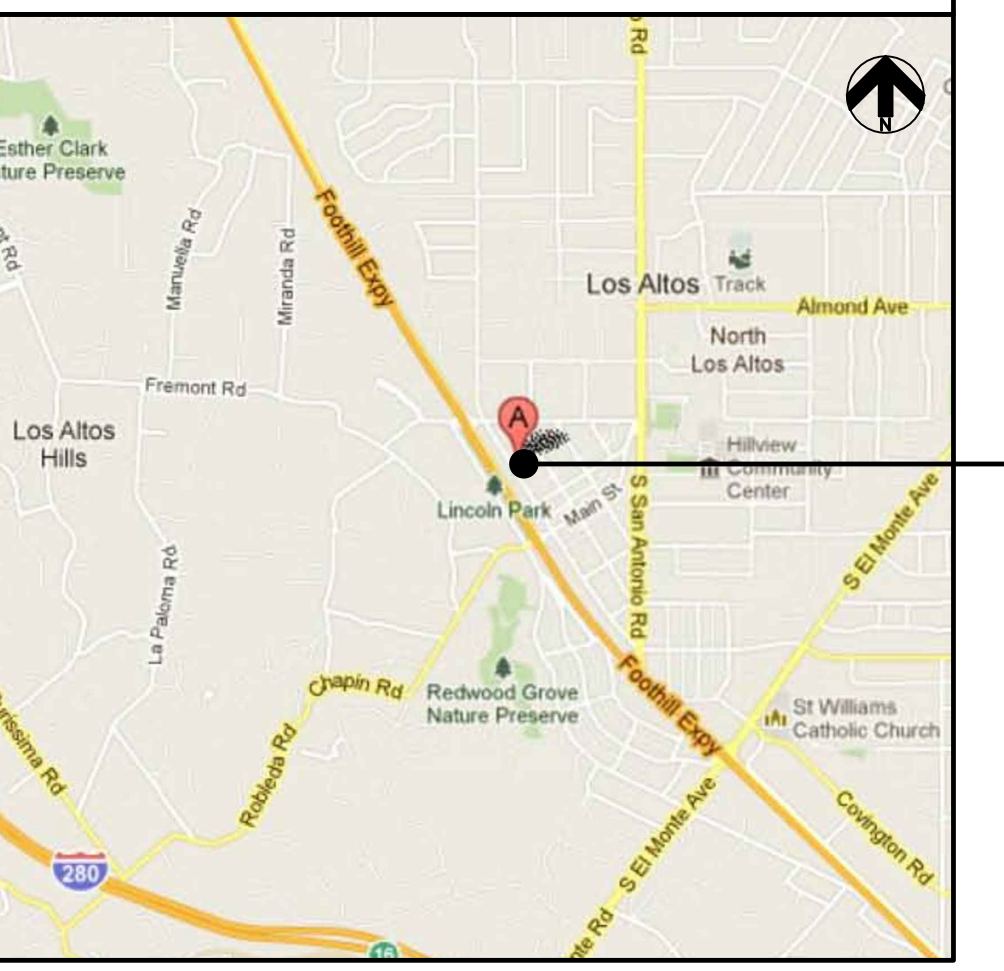 Rd
N
Esther Clark
ture Preserve
Foothill Expy
Manuella Rd
Miranda Rd
Rd
Los Altos
Track
Almond Ave
North
Los Altos
Fremont Rd
Los Altos
Hills
A
Hillview
Community
Center
Lincoln Park
Main St
S San Antonio Rd
S El Monte Ave
La Paloma Rd
Chapin Rd
Redwood Grove
Nature Preserve
Foothill Expy
St Williams
Catholic Church
urissima Rd
Robleda Rd
S El Monte Ave
Covington Rd
280
16
nte Rd